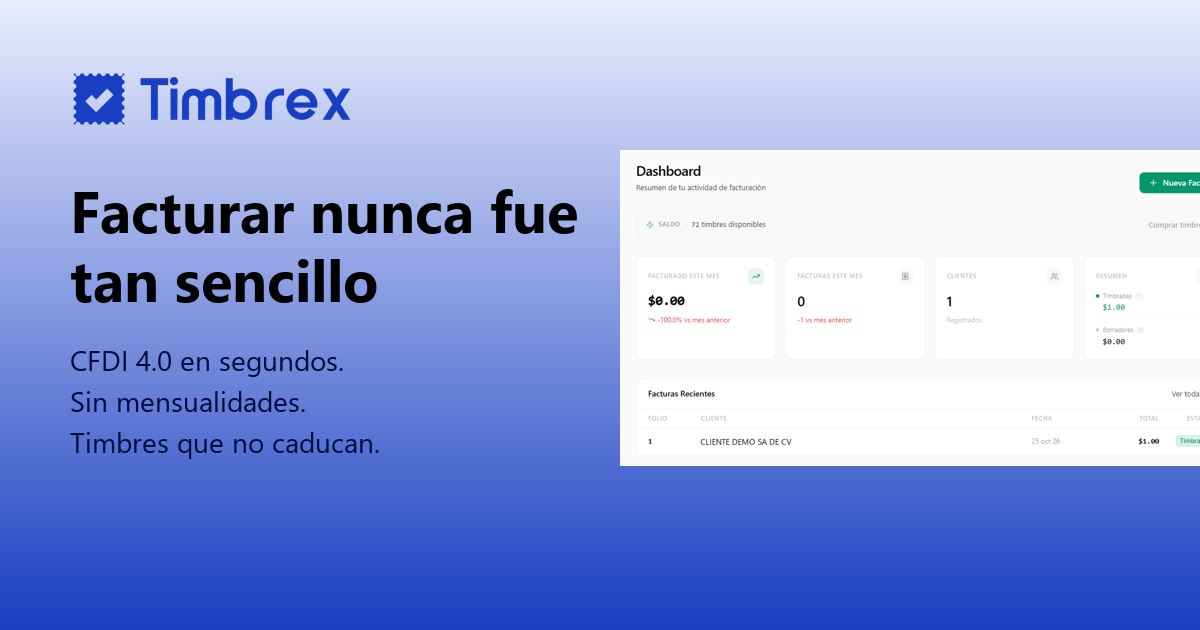 Timbrex
Facturar nunca fue
tan sencillo
CFDI 4.0 en segundos.
Sin mensualidades.
Timbres que no caducan.
Dashboard
Resumen de tu actividad de facturación
+ Nueva Fac
SALDO · 72 timbres disponibles
Comprar timbre
FACTURADO ESTE MES
$0.00
-100.0% vs mes anterior
FACTURAS ESTE MES
0
-1 vs mes anterior
CLIENTES
1
Registrados
RESUMEN
Timbradas (1)
$1.00
Borradores (0)
$0.00
Facturas Recientes
Ver toda
FOLIO CLIENTE FECHA TOTAL ESTA
1 CLIENTE DEMO SA DE CV 25 oct 26 $1.00 Timbra